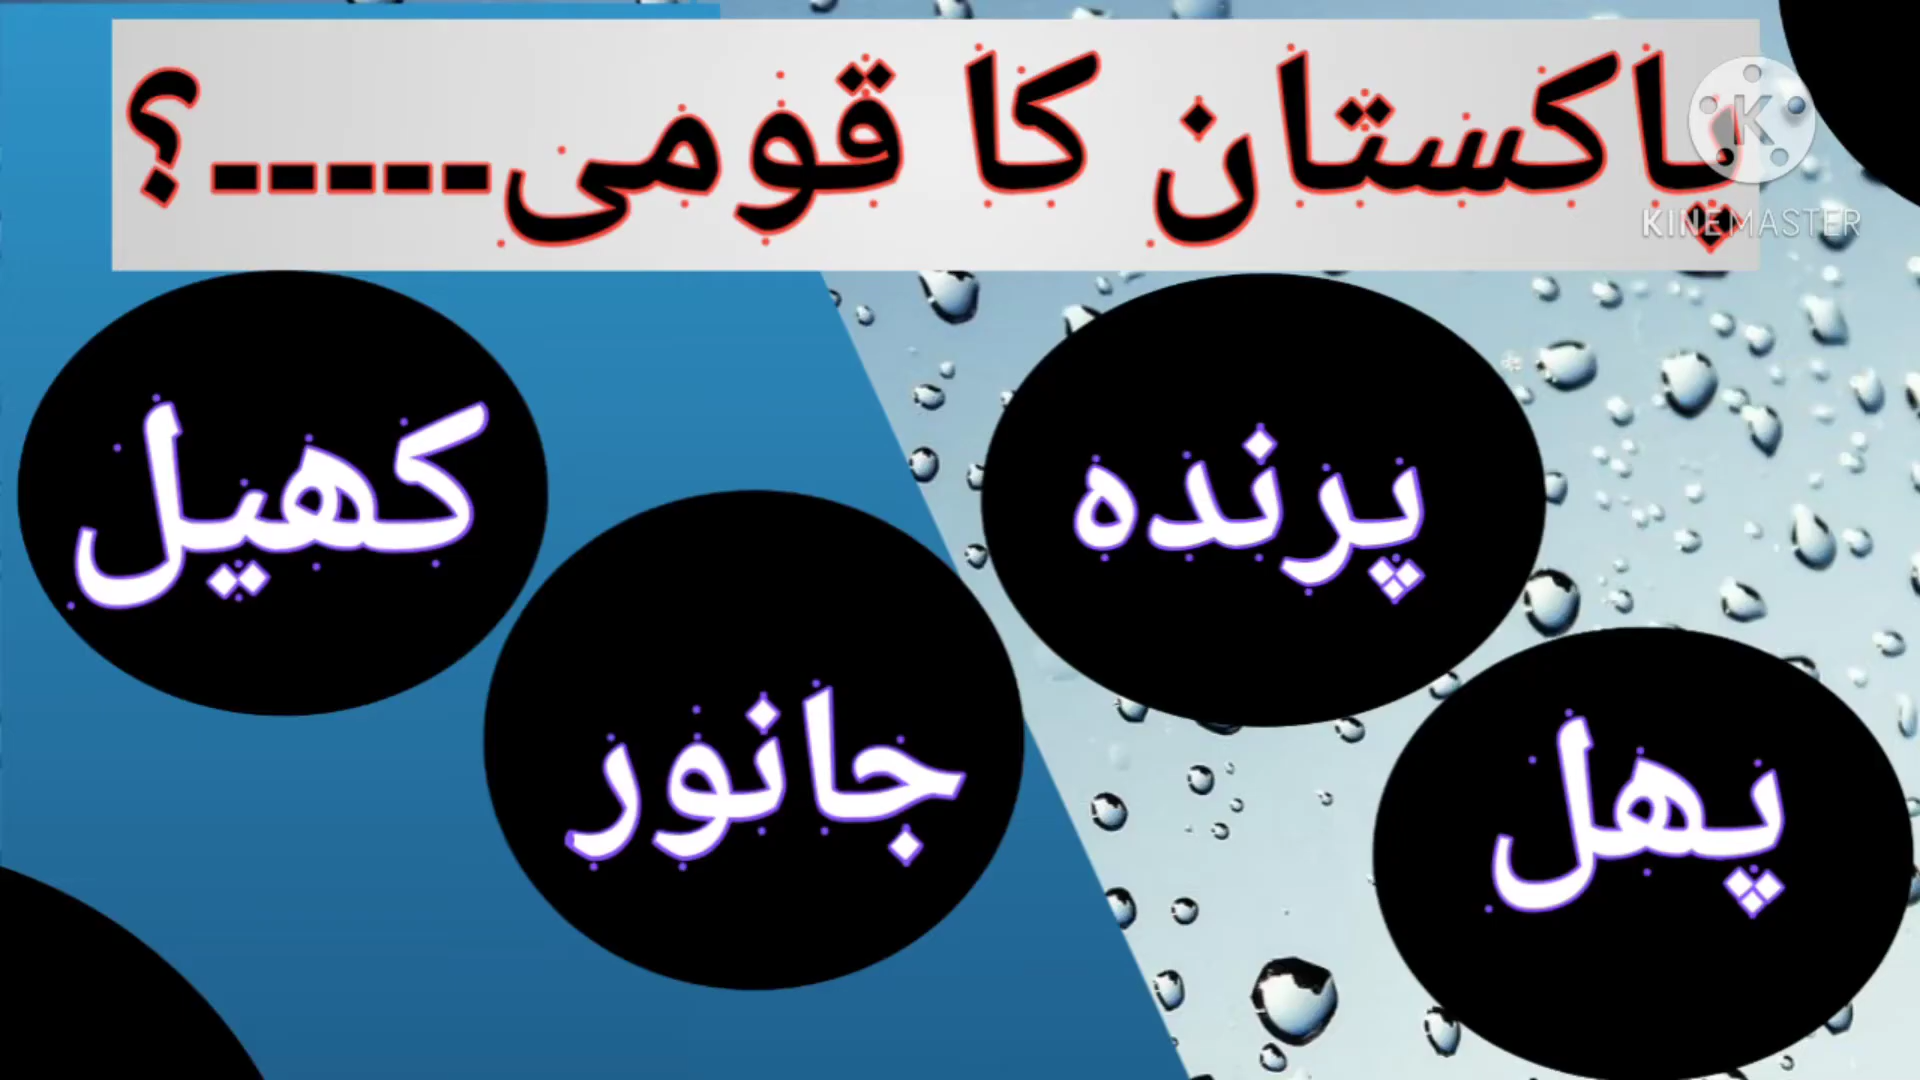 پاکستان کا قومی-----؟
K
KINEMASTER
پرندہ
کھیل
جانور
پھل